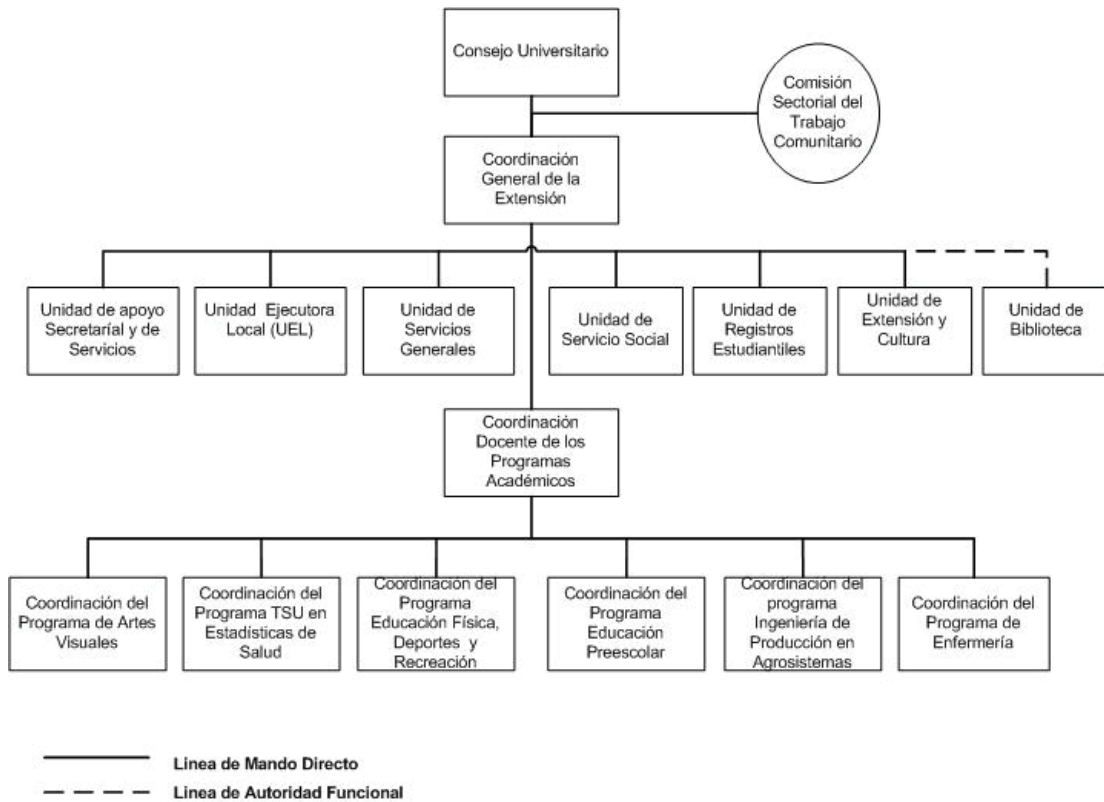 Consejo Universitario
Comisión
Sectorial del
Trabajo
Comunitario
Coordinación
General de la
Extensión
Unidad de apoyo
Secretaríal y de
Servicios
Unidad Ejecutora
Local (UEL)
Unidad de
Servicios
Generales
Unidad de
Servicio Social
Unidad de
Registros
Estudiantiles
Unidad de
Extensión y
Cultura
Unidad de
Biblioteca
Coordinación
Docente de los
Programas
Académicos
Coordinación del
Programa de Artes
Visuales
Coordinación del
Programa TSU en
Estadísticas de
Salud
Coordinación del
Programa
Educación Física,
Deportes y
Recreación
Coordinación del
Programa
Educación
Preescolar
Coordinación del
programa
Ingeniería de
Producción en
Agrosistemas
Coordinación del
Programa de
Enfermería
Linea de Mando Directo
Linea de Autoridad Funcional